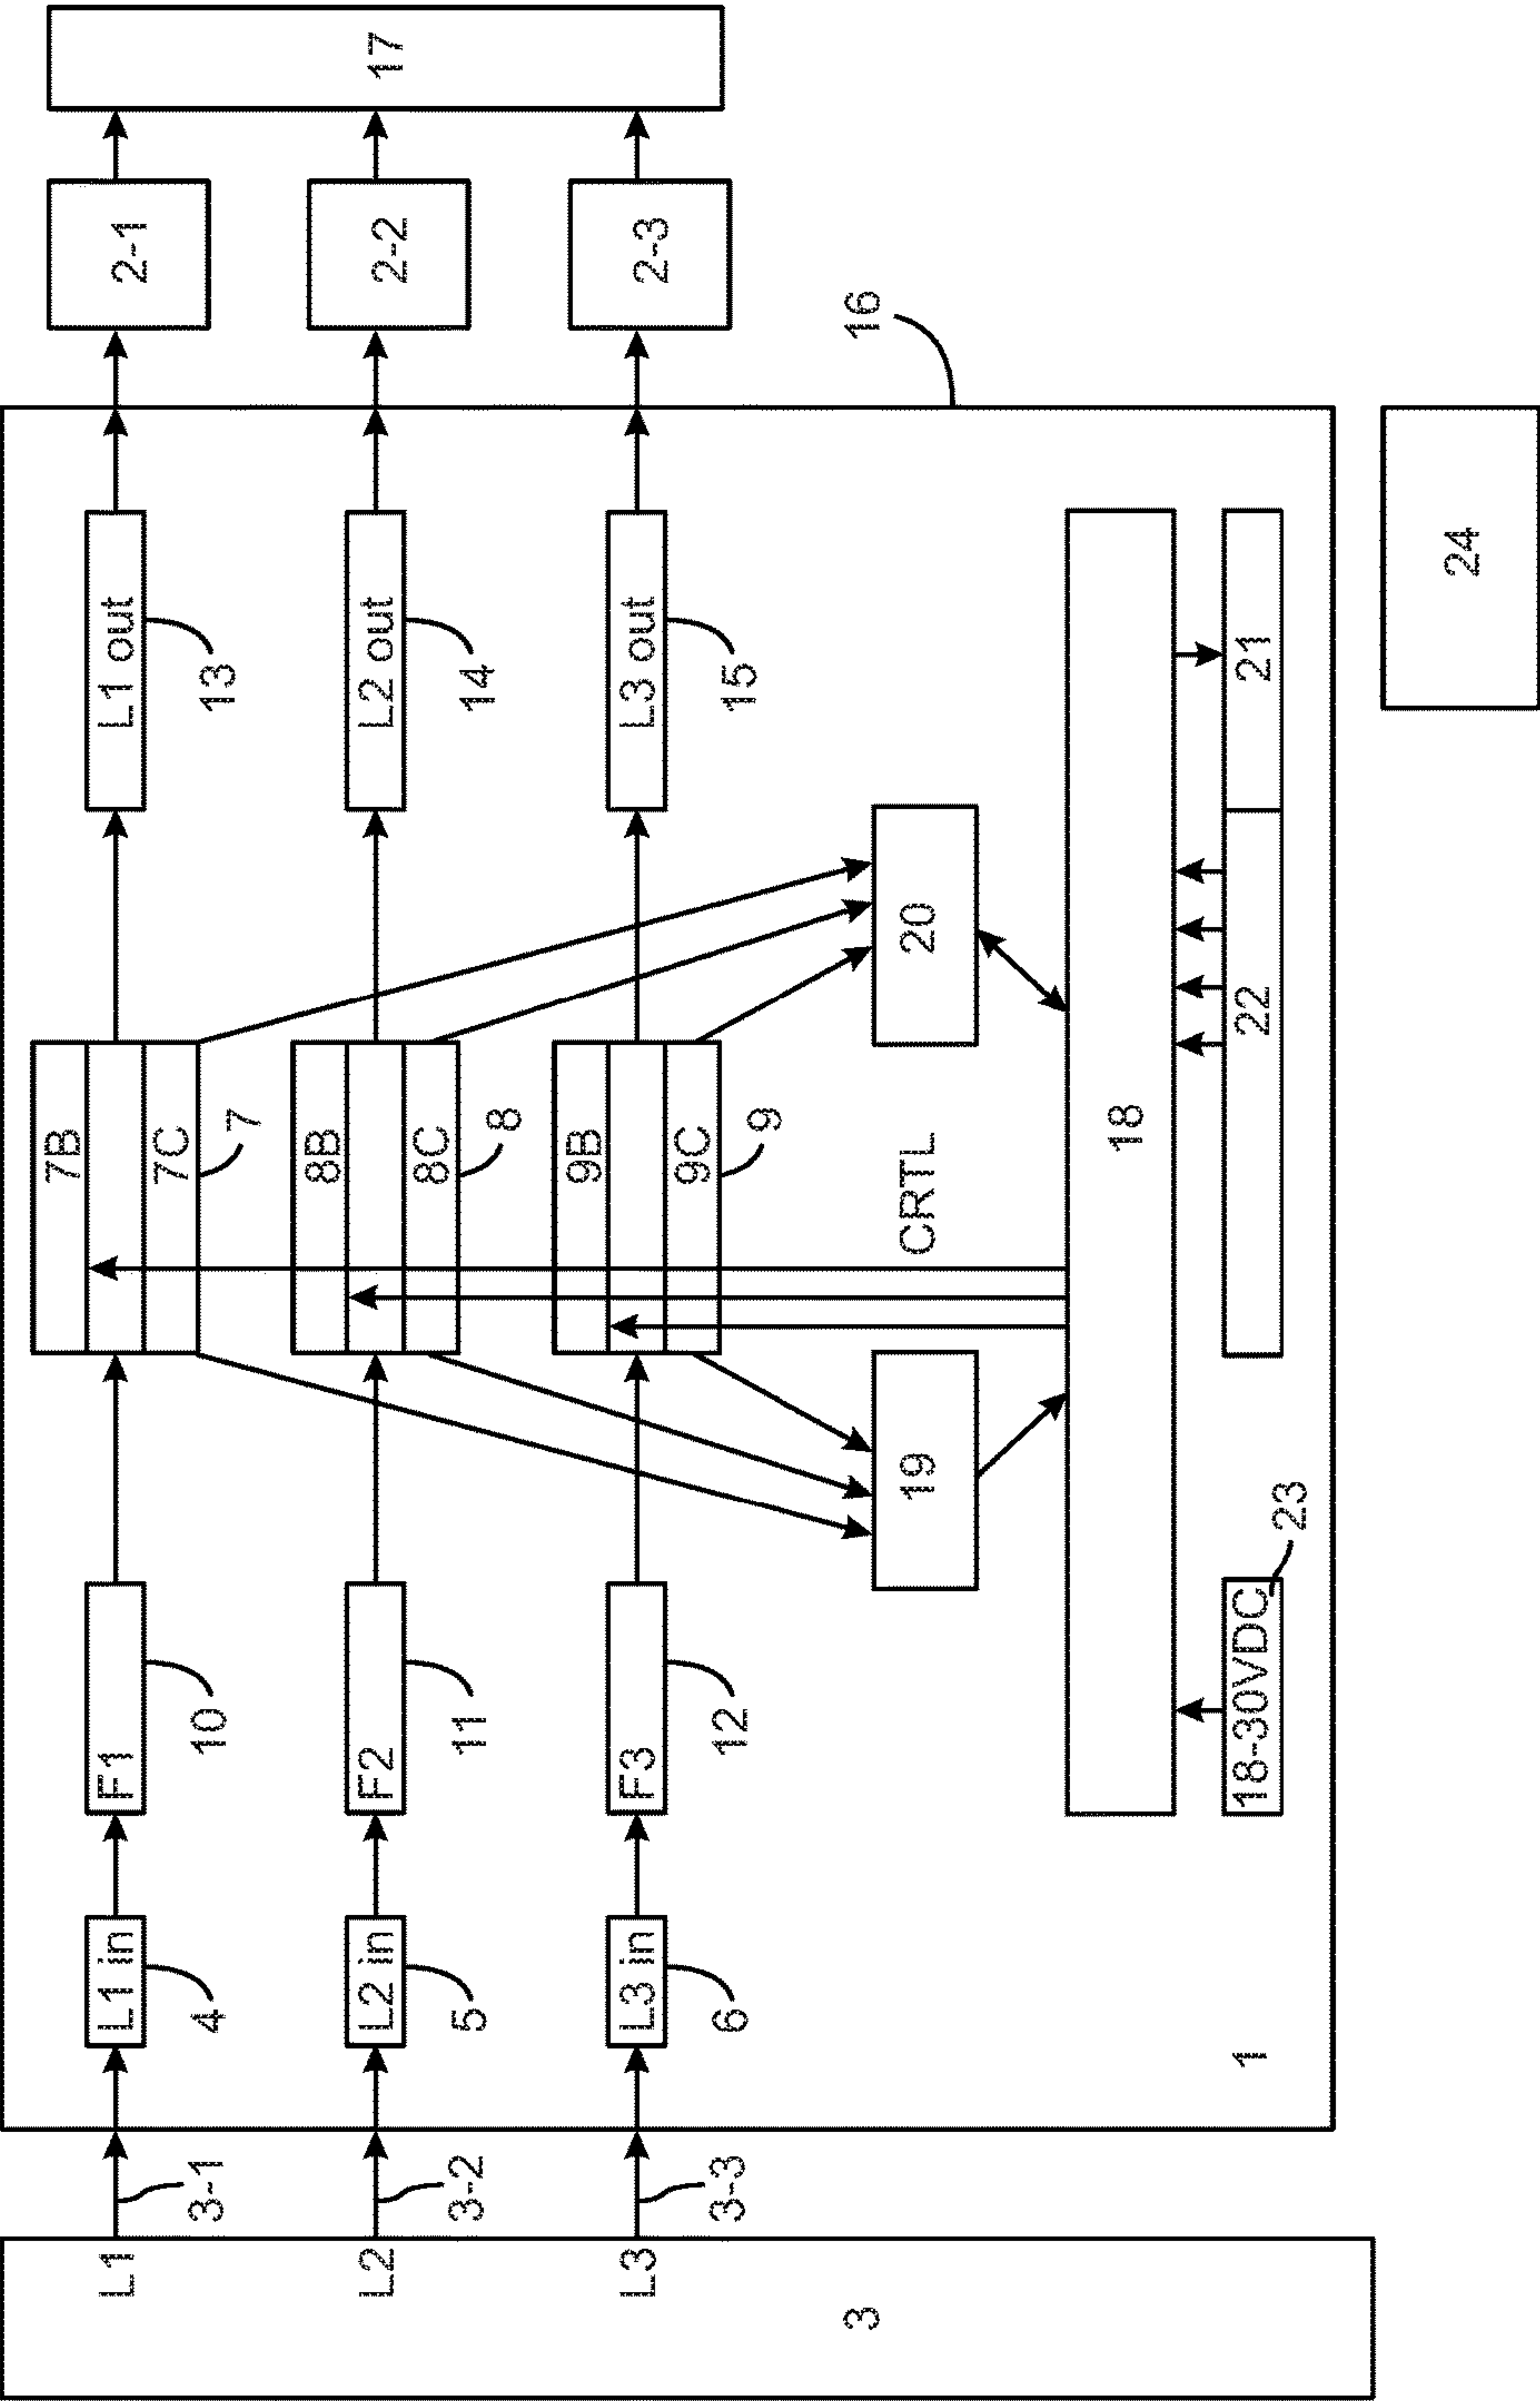 L1
3-1
L1 in
4
F1
10
7B
7C
7
L1 out
13
2-1
17
L2
3-2
L2 in
5
F2
11
8B
8C
8
L2 out
14
2-2
L3
3-3
L3 in
6
F3
12
9B
9C
9
L3 out
15
2-3
3
19
CRTL
20
16
18
1
18-30VDC
23
22
21
24